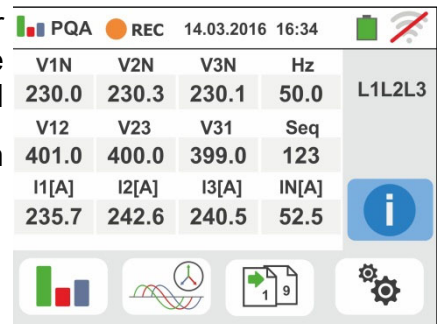 PQA REC 14.03.2016 16:34
V1N V2N V3N Hz
230.0 230.3 230.1 50.0
L1L2L3
V12 V23 V31 Seq
401.0 400.0 399.0 123
I1[A] I2[A] I3[A] IN[A]
235.7 242.6 240.5 52.5
i
1 9